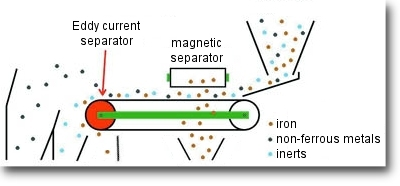 Eddy current
separator
magnetic
separator
iron
non-ferrous metals
inerts